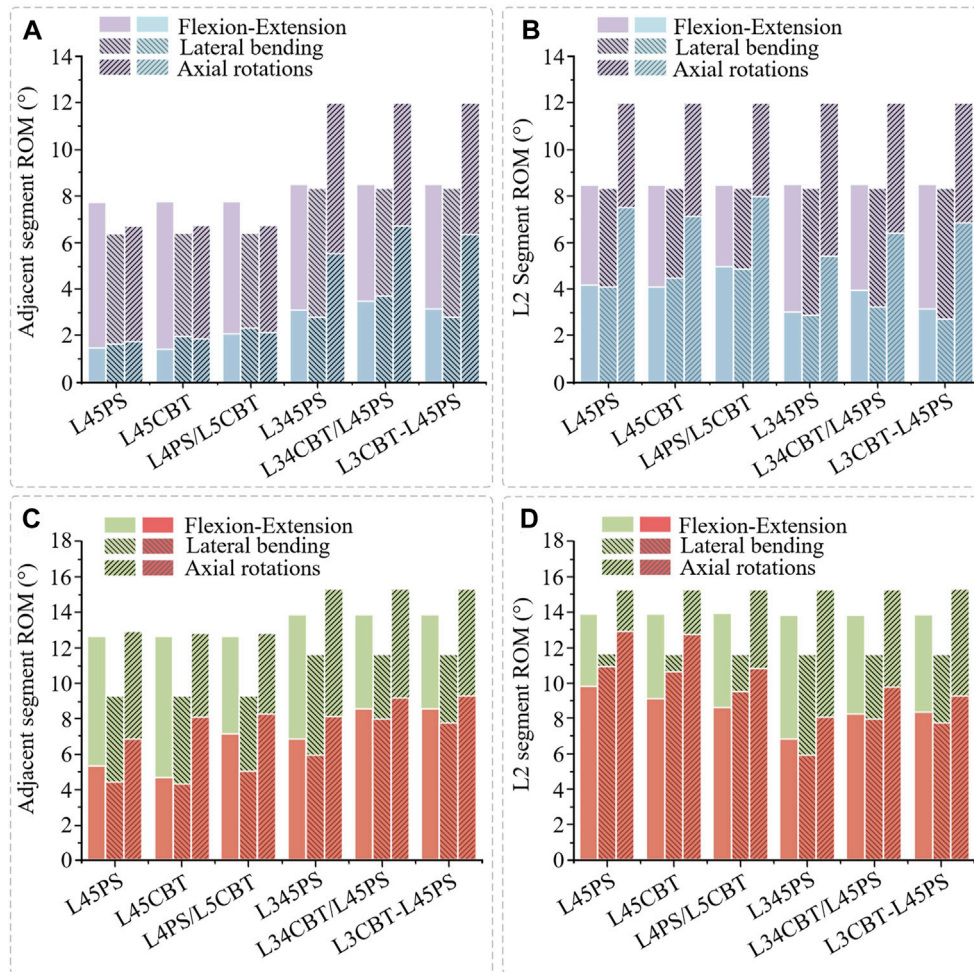 A
Flexion-Extension
Lateral bending
Axial rotations
Adjacent segment ROM (°)
14
12
10
8
6
4
2
0
L45PS
L45CBT
L4PS/L5CBT
L345PS
L34CBT/L45PS
L3CBT-L45PS
B
Flexion-Extension
Lateral bending
Axial rotations
L2 Segment ROM (°)
14
12
10
8
6
4
2
0
L45PS
L45CBT
L4PS/L5CBT
L345PS
L34CBT/L45PS
L3CBT-L45PS
C
Flexion-Extension
Lateral bending
Axial rotations
Adjacent segment ROM (°)
18
16
14
12
10
8
6
4
2
0
L45PS
L45CBT
L4PS/L5CBT
L345PS
L34CBT/L45PS
L3CBT-L45PS
D
Flexion-Extension
Lateral bending
Axial rotations
L2 segment ROM (°)
18
16
14
12
10
8
6
4
2
0
L45PS
L45CBT
L4PS/L5CBT
L345PS
L34CBT/L45PS
L3CBT-L45PS